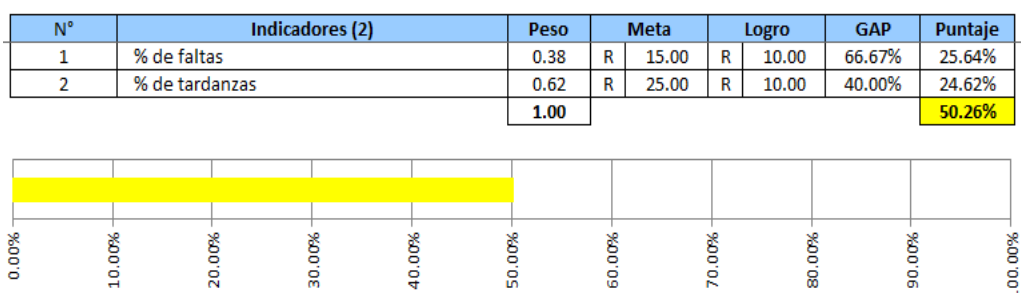 N° Indicadores (2) Peso Meta Logro GAP Puntaje
1 % de faltas 0.38 R 15.00 R 10.00 66.67% 25.64%
2 % de tardanzas 0.62 R 25.00 R 10.00 40.00% 24.62%
1.00 50.26%
0.00% 10.00% 20.00% 30.00% 40.00% 50.00% 60.00% 70.00% 80.00% 90.00% 00.00%